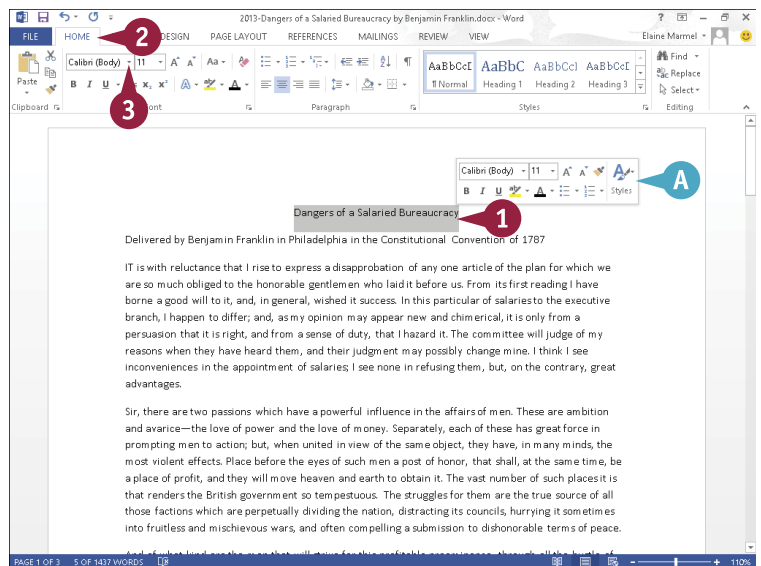 2013-Dangers of a Salaried Bureaucracy by Benjamin Franklin.docx - Word
FILE HOME DESIGN PAGE LAYOUT REFERENCES MAILINGS REVIEW VIEW Elaine Marmel
2
Calibri (Body) 11 A A Aa
Paste
B I U x₂ x² A A
3
AaBbCcI AaBbC AaBbCcI AaBbCcI
¶ Normal Heading 1 Heading 2 Heading 3
Find
Replace
Select
Clipboard Font Paragraph Styles Editing
Calibri (Body) 11 A A
B I U A Styles
A
Dangers of a Salaried Bureaucracy
1
Delivered by Benjamin Franklin in Philadelphia in the Constitutional Convention of 1787
IT is with reluctance that I rise to express a disapprobation of any one article of the plan for which we
are so much obliged to the honorable gentlemen who laid it before us. From its first reading I have
borne a good will to it, and, in general, wished it success. In this particular of salaries to the executive
branch, I happen to differ; and, as my opinion may appear new and chimerical, it is only from a
persuasion that it is right, and from a sense of duty, that I hazard it. The committee will judge of my
reasons when they have heard them, and their judgment may possibly change mine. I think I see
inconveniences in the appointment of salaries; I see none in refusing them, but, on the contrary, great
advantages.
Sir, there are two passions which have a powerful influence in the affairs of men. These are ambition
and avarice—the love of power and the love of money. Separately, each of these has great force in
prompting men to action; but, when united in view of the same object, they have, in many minds, the
most violent effects. Place before the eyes of such men a post of honor, that shall, at the same time, be
a place of profit, and they will move heaven and earth to obtain it. The vast number of such places it is
that renders the British government so tempestuous. The struggles for them are the true source of all
those factions which are perpetually dividing the nation, distracting its councils, hurrying it sometimes
into fruitless and mischievous wars, and often compelling a submission to dishonorable terms of peace.
PAGE 1 OF 3 5 OF 1437 WORDS 110%